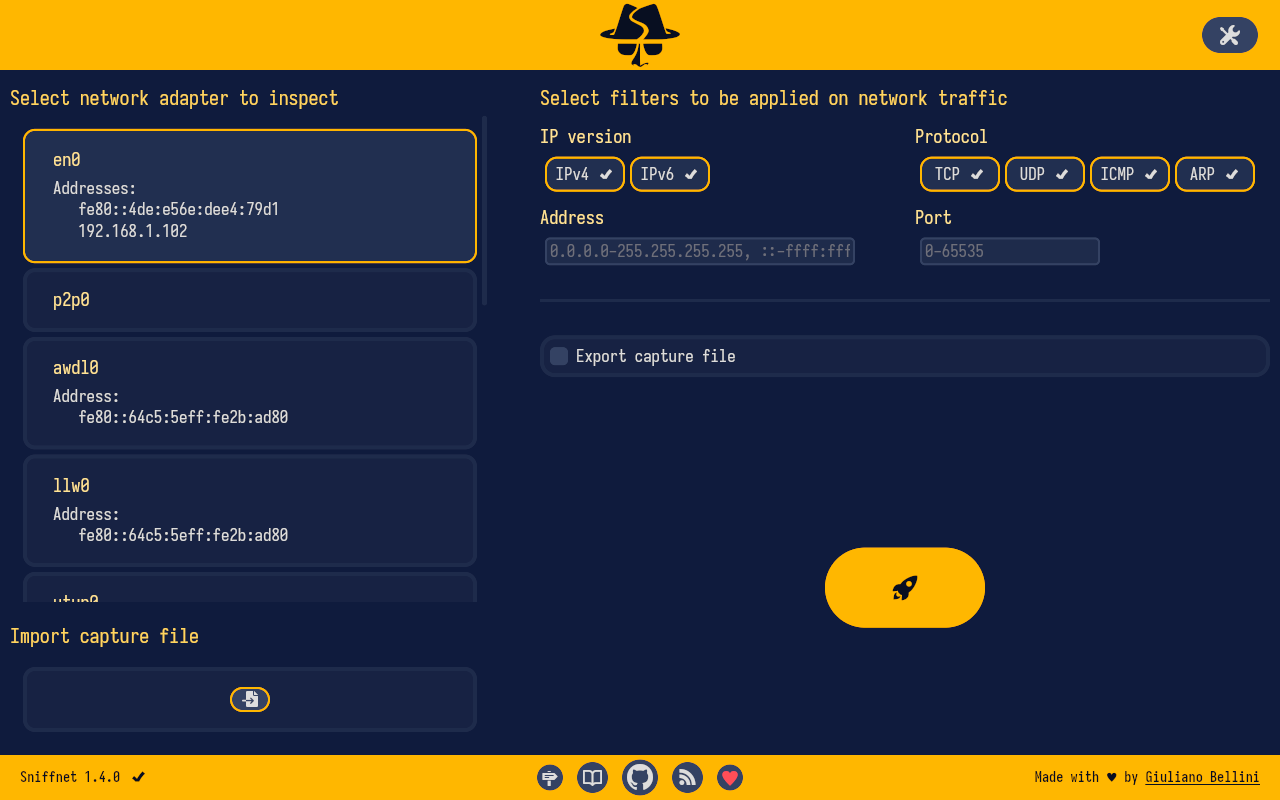 Select network adapter to inspect
en0
Addresses:
fe80::4de:e56e:dee4:79d1
192.168.1.102
p2p0
awdl0
Address:
fe80::64c5:5eff:fe2b:ad80
llw0
Address:
fe80::64c5:5eff:fe2b:ad80
utun0
Import capture file
Select filters to be applied on network traffic
IP version
IPv4 IPv6
Protocol
TCP UDP ICMP ARP
Address
0.0.0.0-255.255.255.255, ::-ffff:fff
Port
0-65535
Export capture file
Sniffnet 1.4.0
Made with ♥ by Giuliano Bellini